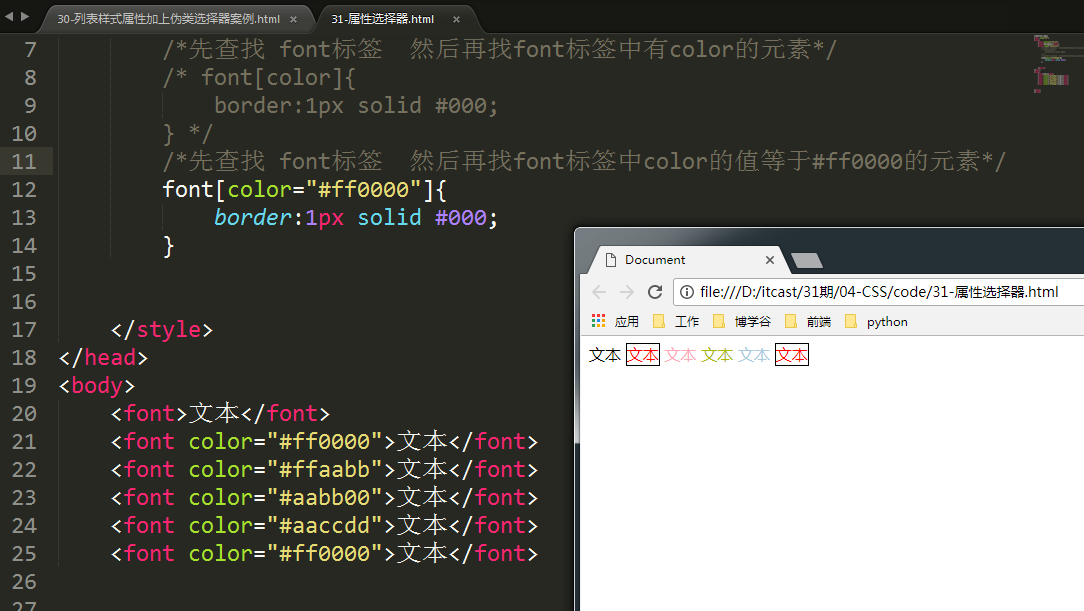 30-列表样式属性加上伪类选择器案例.html × 31-属性选择器.html ×
7 /*先查找 font标签 然后再找font标签中有color的元素*/
8 /* font[color]{
9 border:1px solid #000;
10 } */
11 /*先查找 font标签 然后再找font标签中color的值等于#ff0000的元素*/
12 font[color="#ff0000"]{
13 border:1px solid #000;
14 }
15
16
17 </style>
18 </head>
19 <body>
20 <font>文本</font>
21 <font color="#ff0000">文本</font>
22 <font color="#ffaabb">文本</font>
23 <font color="#aabb00">文本</font>
24 <font color="#aaccdd">文本</font>
25 <font color="#ff0000">文本</font>
26
27
Document ×
file:///D:/itcast/31期/04-CSS/code/31-属性选择器.html
应用 工作 博学谷 前端 python
文本 文本 文本 文本 文本 文本